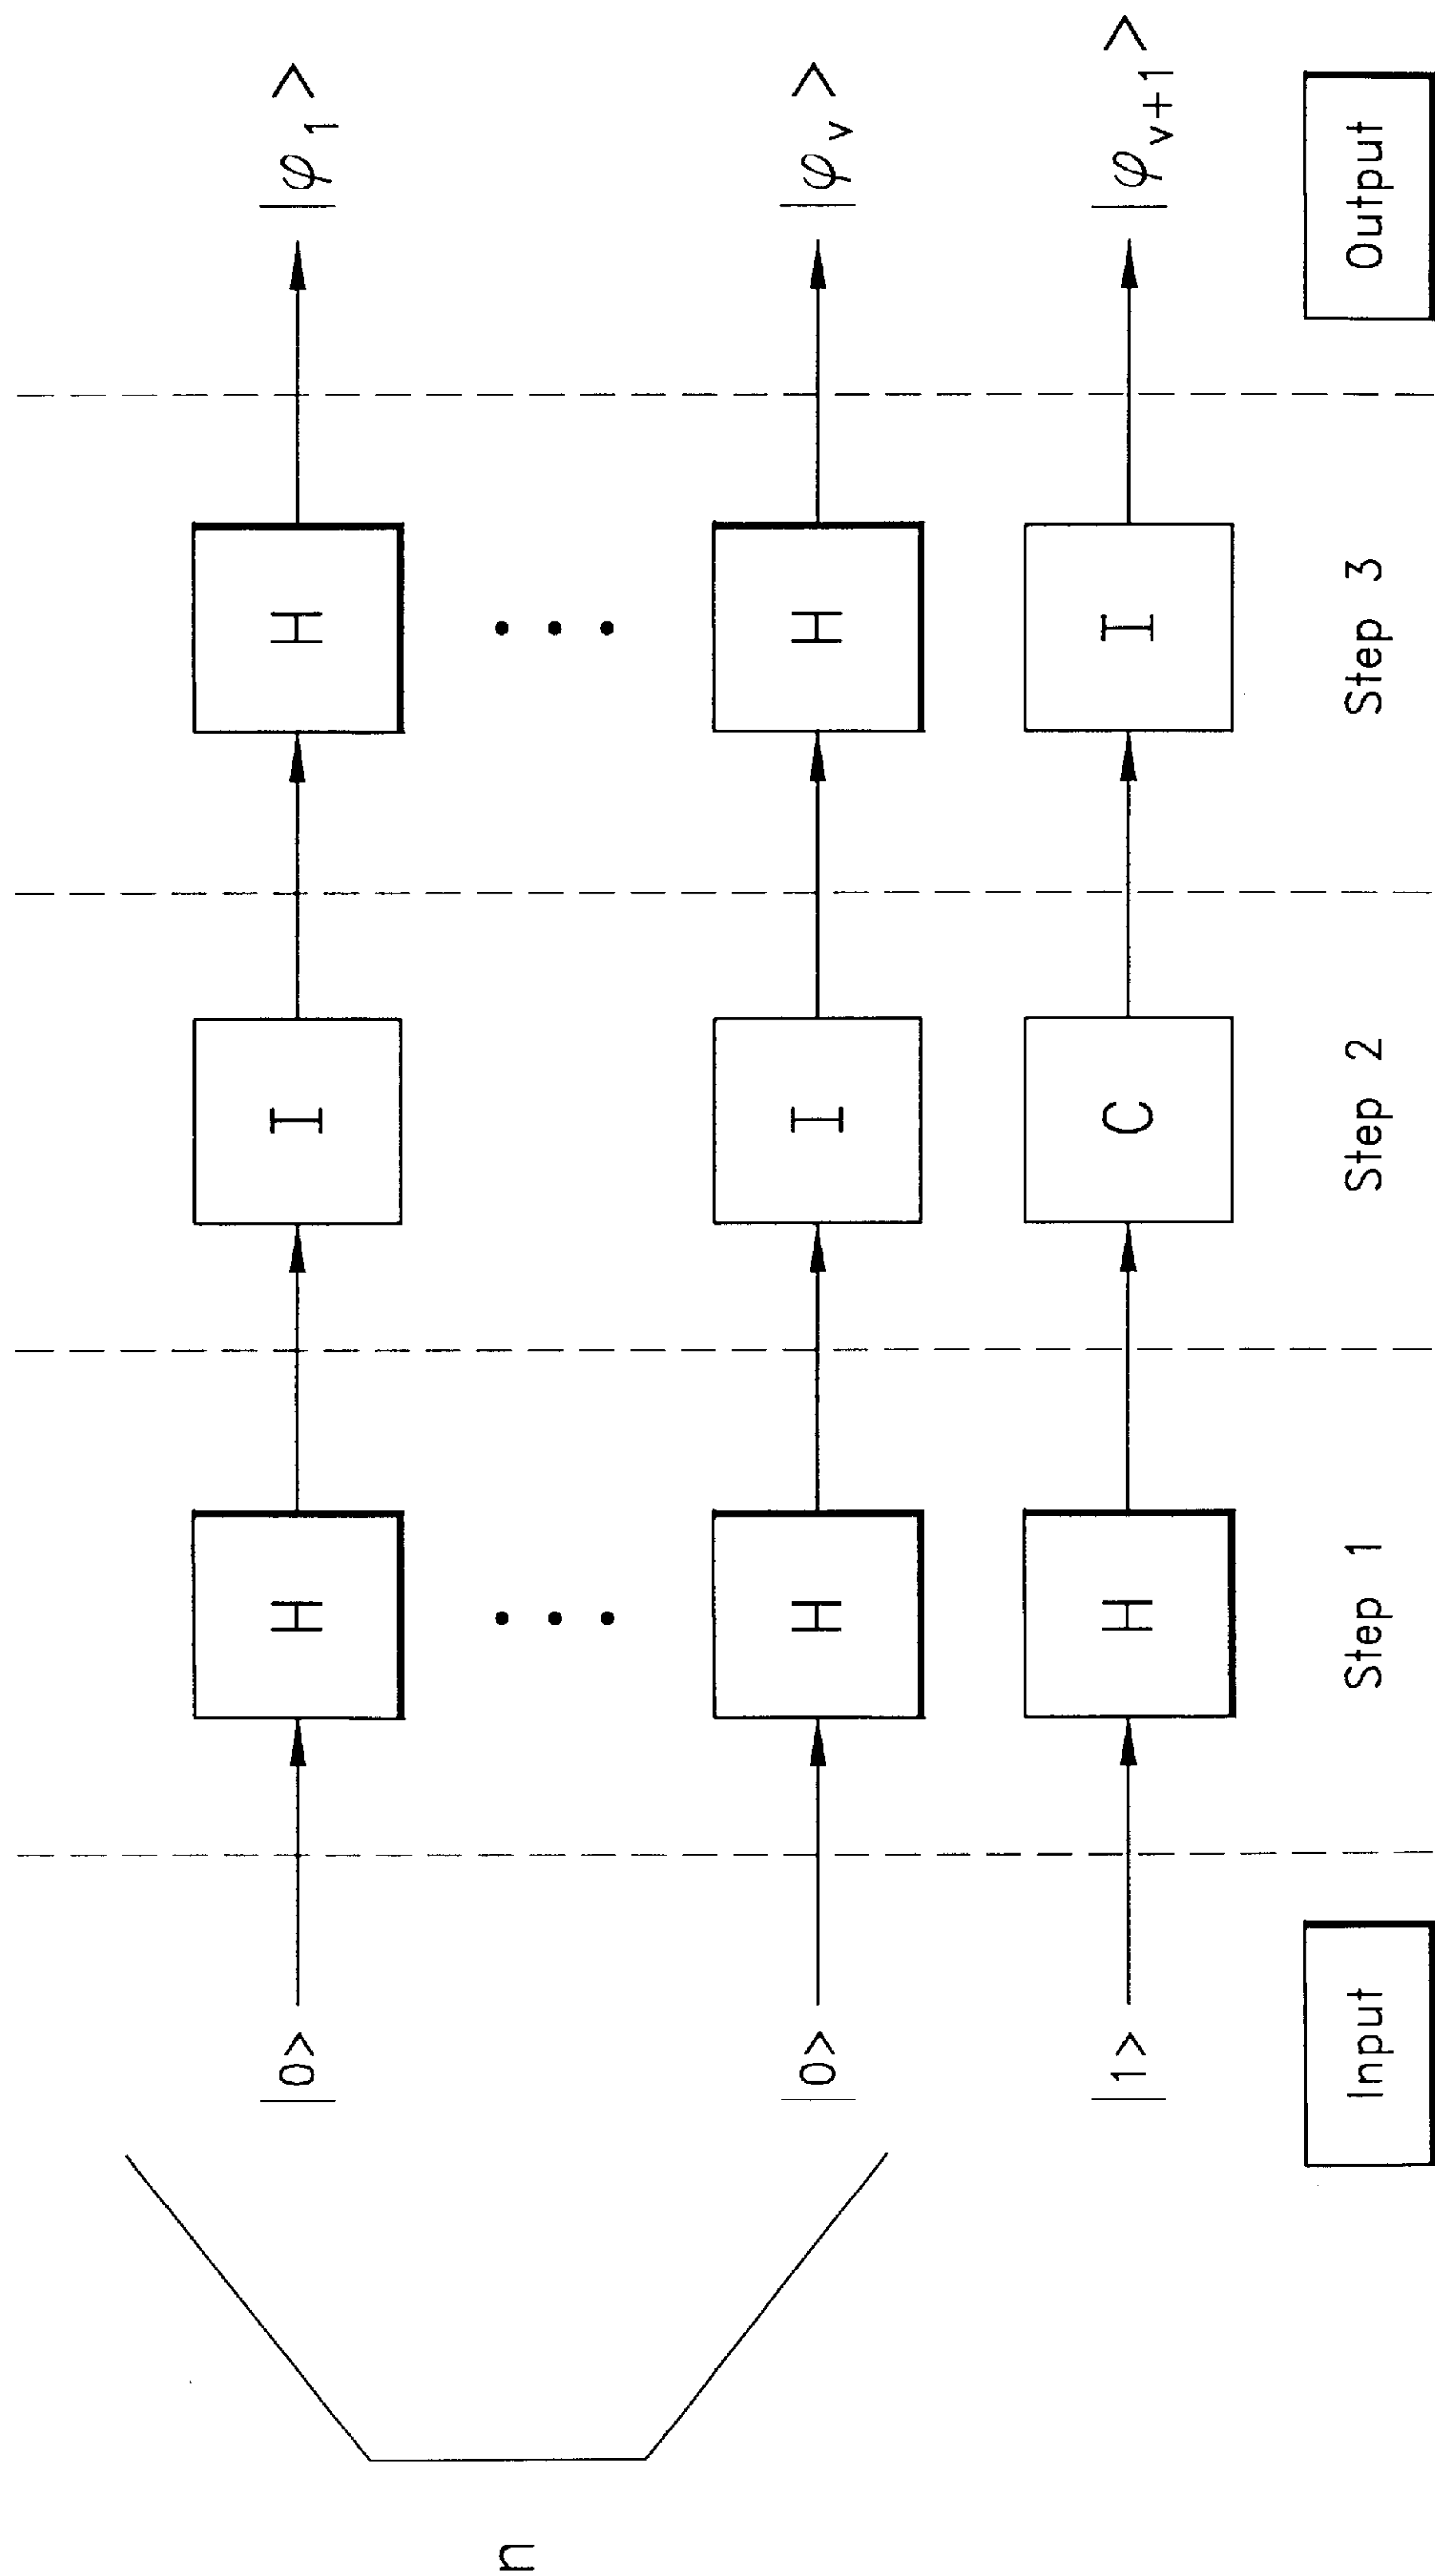 n
|0> H I H |φ1>
... ...
|0> H I H |φv>
|1> H C I |φv+1>
Input Step 1 Step 2 Step 3 Output